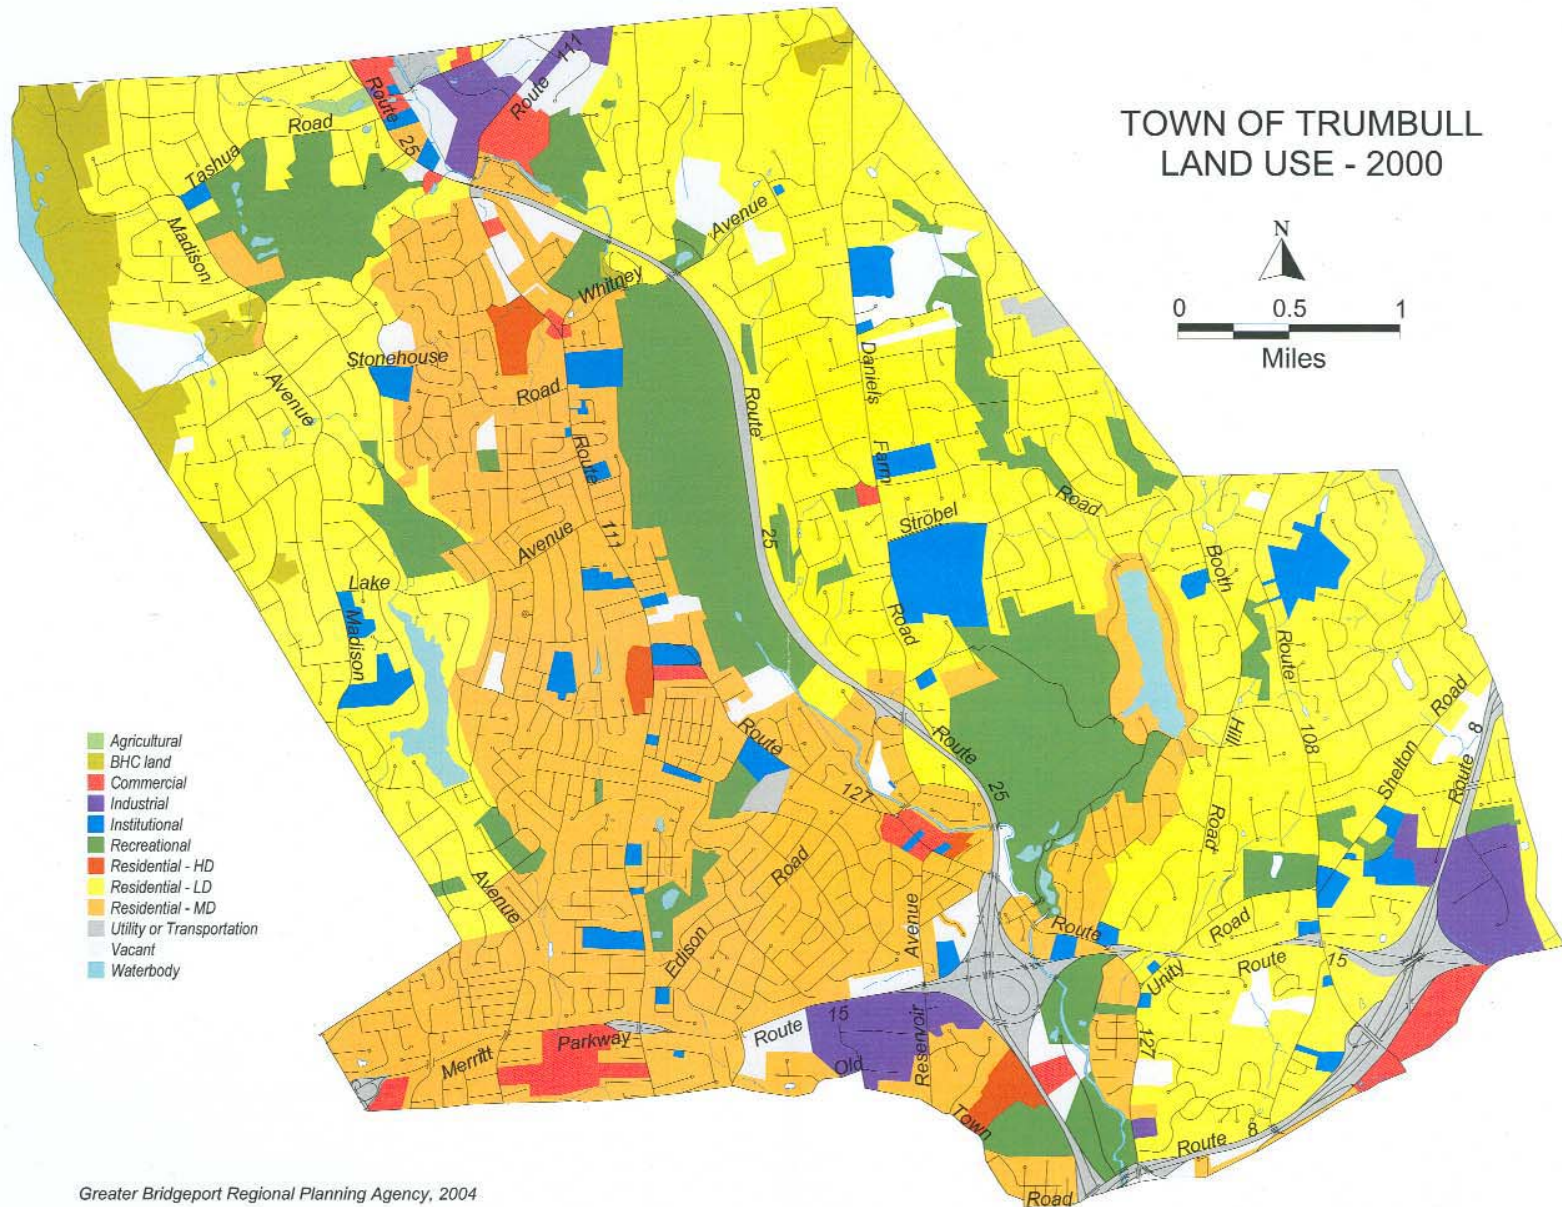 TOWN OF TRUMBULL
LAND USE - 2000
N
0 0.5 1
Miles
Route 111
Route
Route
25
Road
Tashua
Madison
Avenue
Avenue
Whitney
Stonehouse
Road
Daniels
Farm
Road
Route
25
Route
111
Avenue
Strobel
Road
Booth
Hill
Road
Lake
Madison
Avenue
Route
108
Route
127
Road
Edison
Route
25
Shelton
Road
Route 8
Avenue
Reservoir
Route
Road
Route
15
Unity
127
Route
15
Old
Town
Road
Merritt
Parkway
Route 8
Agricultural
BHC land
Commercial
Industrial
Institutional
Recreational
Residential - HD
Residential - LD
Residential - MD
Utility or Transportation
Vacant
Waterbody
Greater Bridgeport Regional Planning Agency, 2004